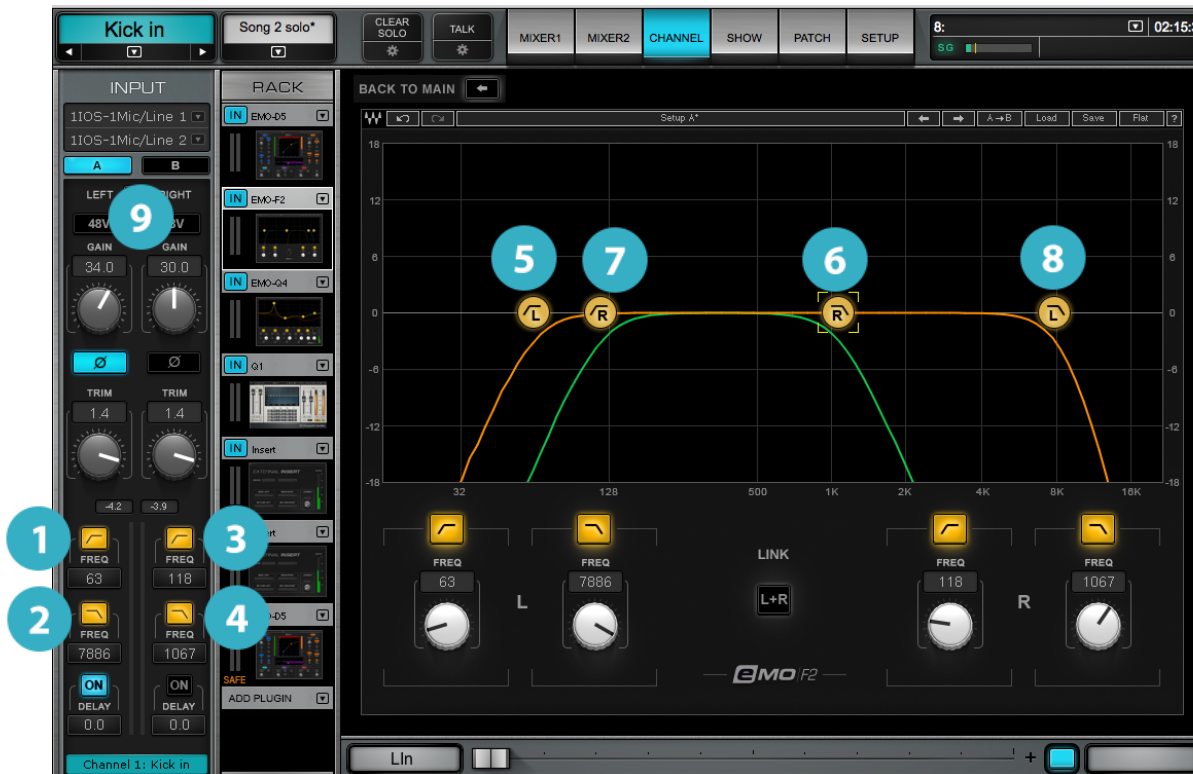 Kick in
Song 2 solo*
CLEAR
SOLO
TALK
MIXER1
MIXER2
CHANNEL
SHOW
PATCH
SETUP
8:
SG
02:15:
INPUT
1IOS-1Mic/Line 1
1IOS-1Mic/Line 2
A
B
LEFT
RIGHT
9
48V
GAIN
GAIN
34.0
30.0
Ø
Ø
TRIM
TRIM
1.4
1.4
-4.2
-3.9
1
3
FREQ
FREQ
63
118
2
4
FREQ
FREQ
7886
1067
ON
ON
DELAY
DELAY
0.0
0.0
Channel 1: Kick in
RACK
IN EMO-D5
IN EMO-F2
IN EMO-Q4
IN Q1
IN Insert
SAFE
ADD PLUGIN
BACK TO MAIN
Setup A*
A→B
Load
Save
Flat
?
18
18
12
12
6
6
5
7
6
8
0
L
R
R
L
0
-6
-6
-12
-12
-18
-18
32
128
500
1K
2K
4K
8K
16K
FREQ
FREQ
63
7886
L
LINK
L+R
FREQ
FREQ
118
1067
R
eMO F2
LIn
+